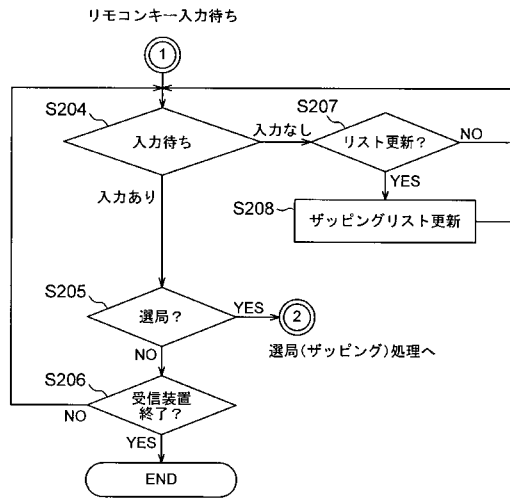 リモコンキー入力待ち
1
S204
入力待ち
入力なし
S207
リスト更新？
NO
YES
S208
ザッピングリスト更新
入力あり
S205
選局？
YES
2
選局(ザッピング)処理へ
NO
S206
受信装置
終了？
NO
YES
END